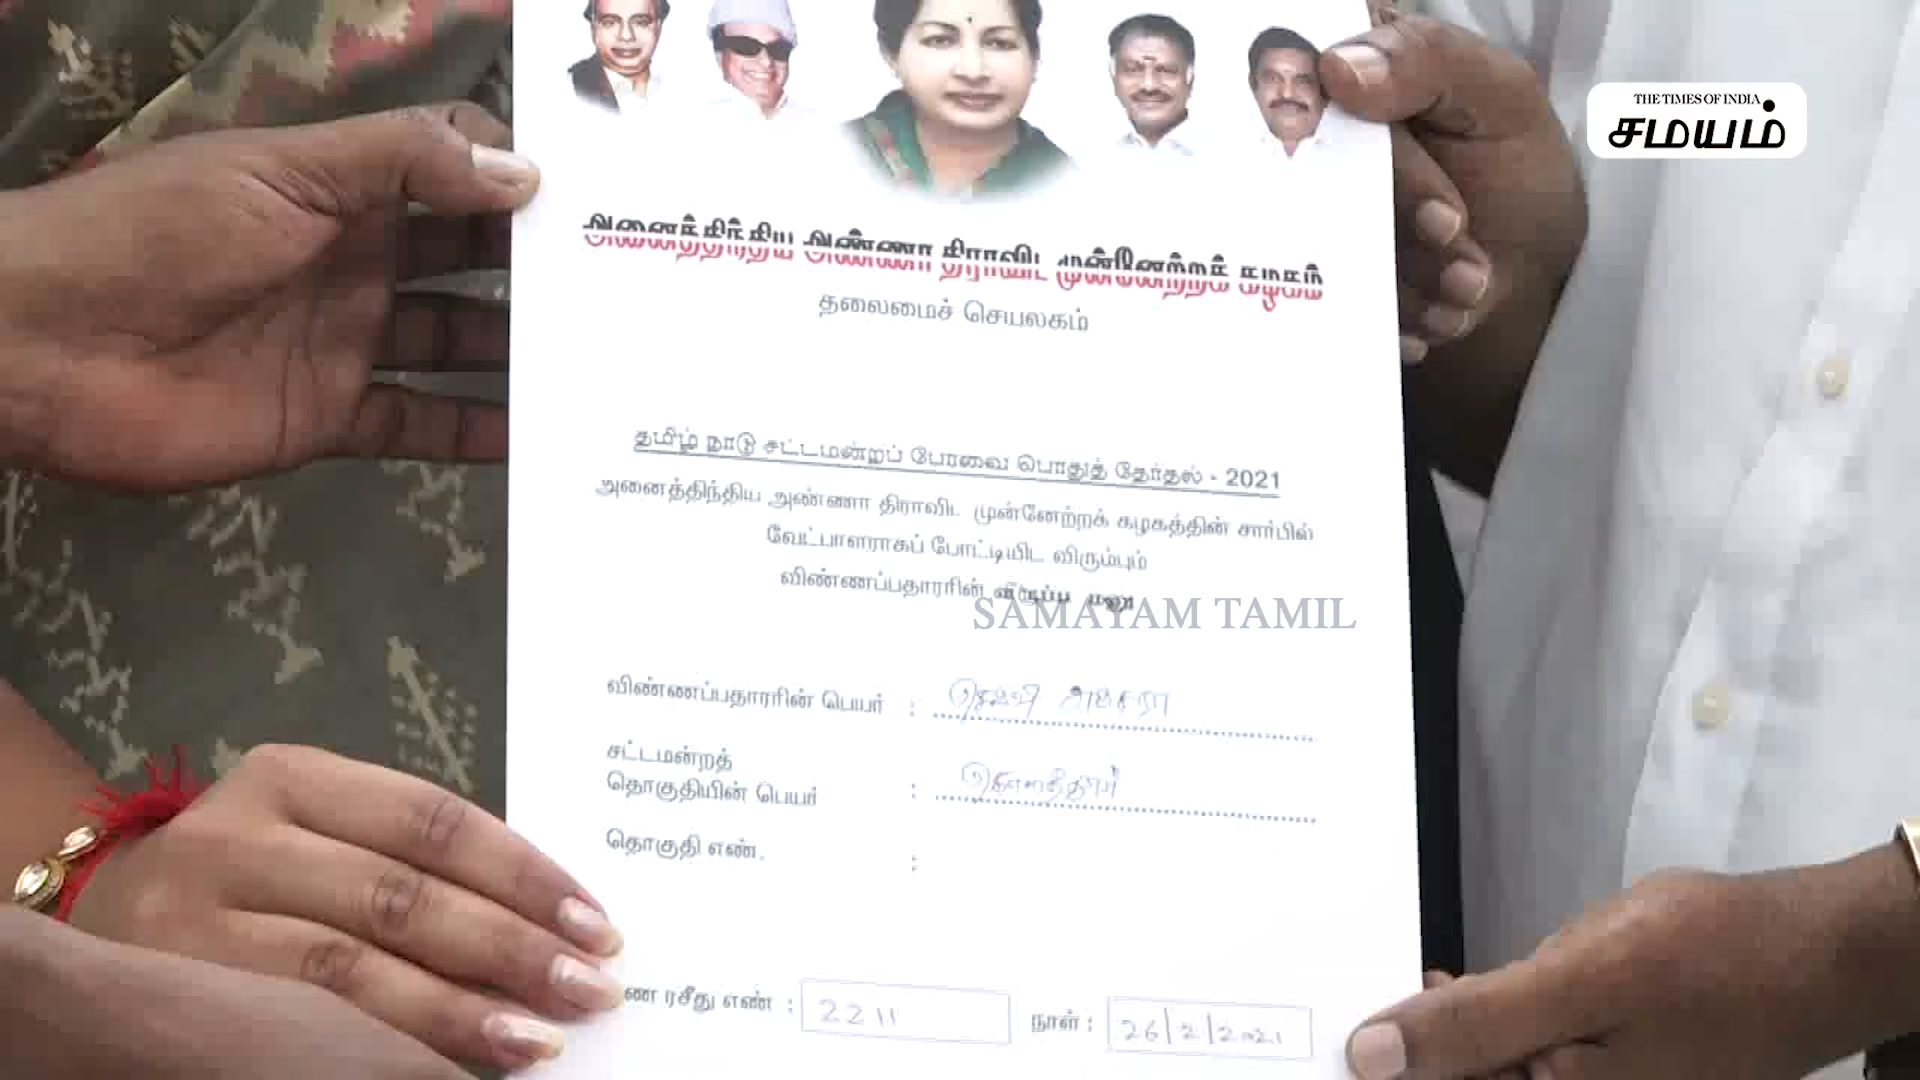 THE TIMES OF INDIA
சமயம்
அனைத்திந்திய அண்ணா திராவிட முன்னேற்றக் கழகம்
தலைமைச் செயலகம்
தமிழ் நாடு சட்டமன்றப் பேரவை பொதுத் தேர்தல் - 2021
அனைத்திந்திய அண்ணா திராவிட முன்னேற்றக் கழகத்தின் சார்பில்
வேட்பாளராகப் போட்டியிட விரும்பும்
விண்ணப்பதாரரின் விருப்ப மனு
SAMAYAM TAMIL
விண்ணப்பதாரரின் பெயர் :
சட்டமன்றத்
தொகுதியின் பெயர் : கொளத்தூர்
தொகுதி எண். :
ரசீது எண் : 2211 நாள் : 26/2/2021